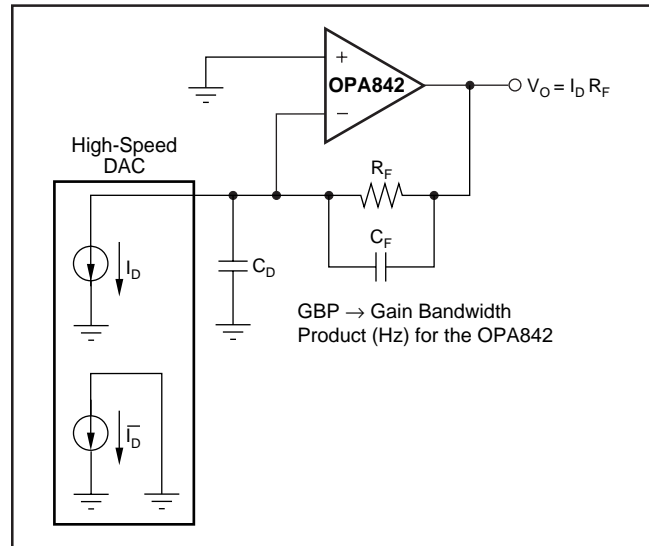 +
OPA842
−
V_O = I_D R_F
High-Speed
DAC
R_F
C_F
I_D
C_D
GBP → Gain Bandwidth
Product (Hz) for the OPA842
I̅_D